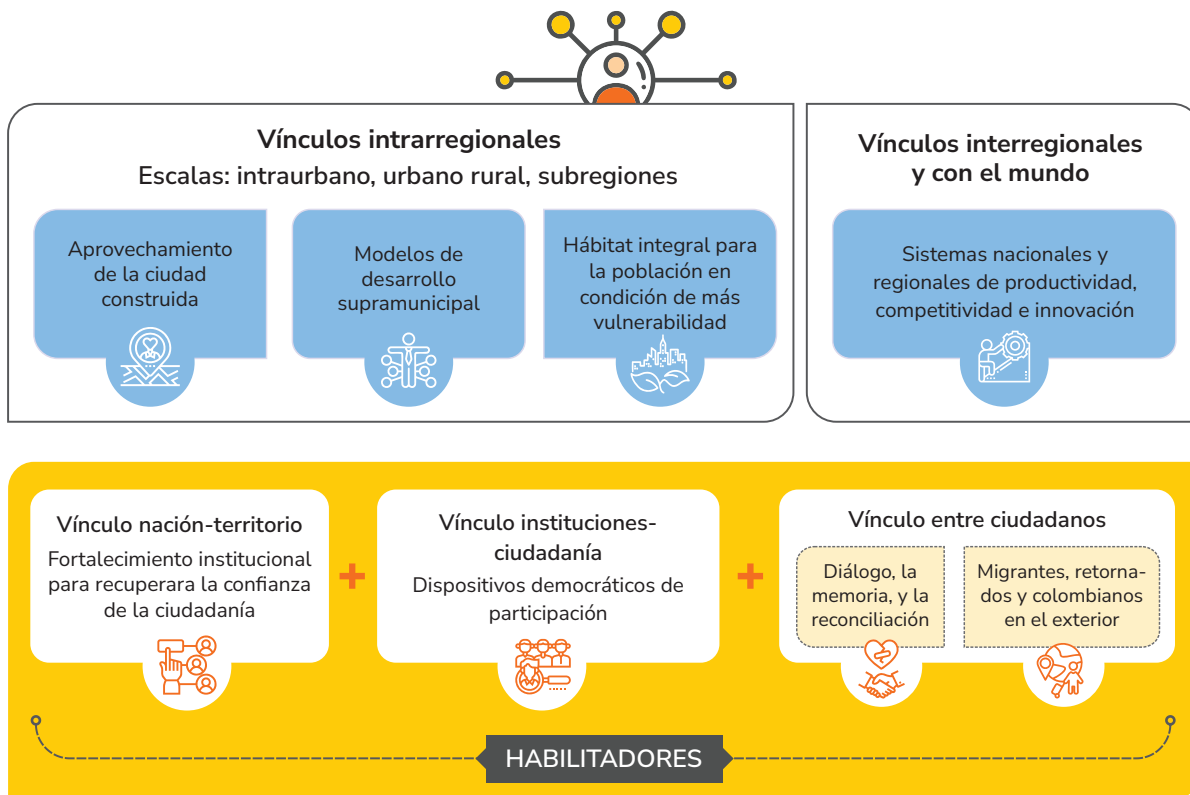 Vínculos intrarregionales
Escalas: intraurbano, urbano rural, subregiones
Aprovechamiento
de la ciudad
construida
Modelos de
desarrollo
supramunicipal
Hábitat integral para
la población en
condición de más
vulnerabilidad
Vínculos interregionales
y con el mundo
Sistemas nacionales y
regionales de productividad,
competitividad e innovación
Vínculo nación-territorio
Fortalecimiento institucional
para recuperara la confianza
de la ciudadanía
+
Vínculo instituciones-
ciudadanía
Dispositivos democráticos de
participación
+
Vínculo entre ciudadanos
Diálogo, la
memoria, y la
reconciliación
Migrantes, retorna-
dos y colombianos
en el exterior
HABILITADORES